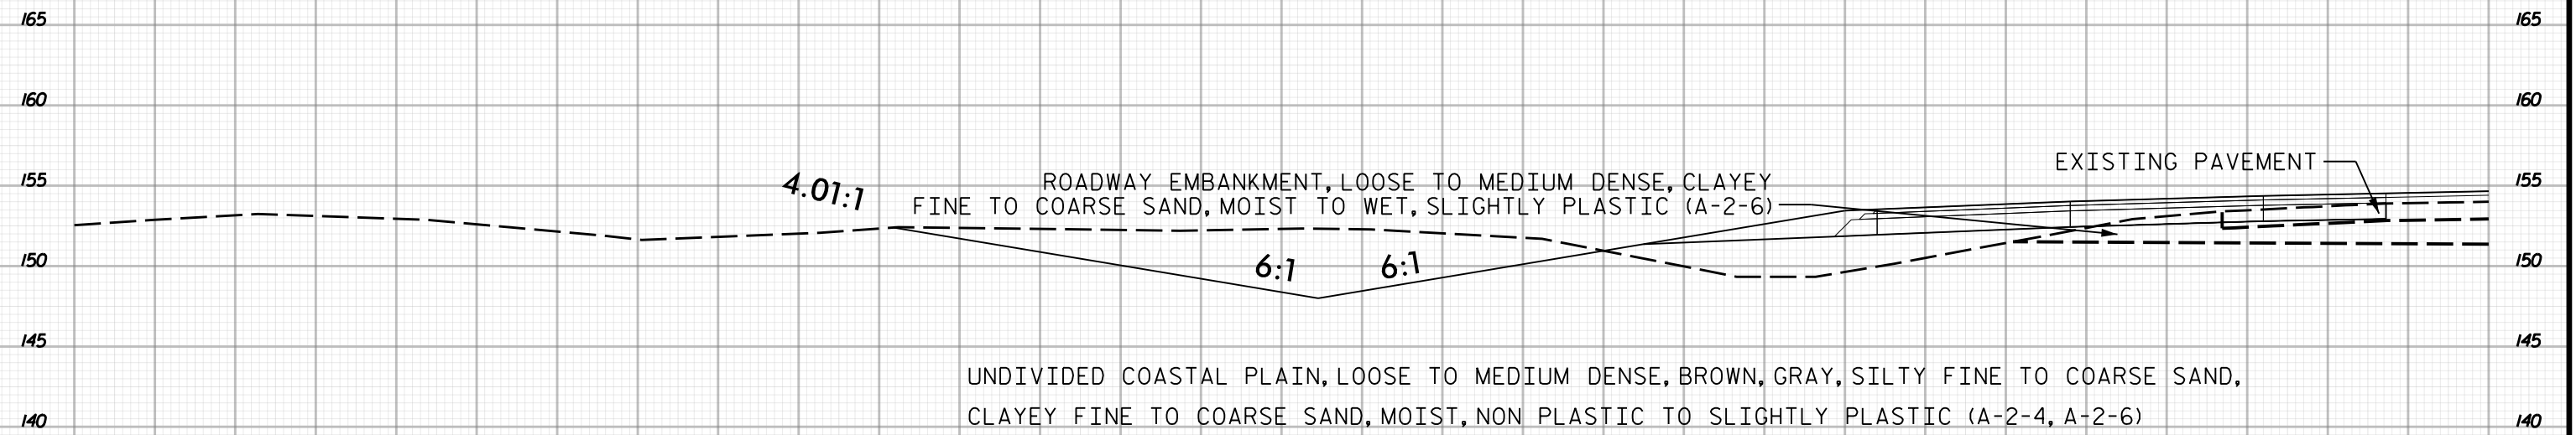 165 165
160 160
EXISTING PAVEMENT
155 155
4.01:1
ROADWAY EMBANKMENT, LOOSE TO MEDIUM DENSE, CLAYEY
FINE TO COARSE SAND, MOIST TO WET, SLIGHTLY PLASTIC (A-2-6)
150 6:1 6:1 150
145 145
UNDIVIDED COASTAL PLAIN, LOOSE TO MEDIUM DENSE, BROWN, GRAY, SILTY FINE TO COARSE SAND,
CLAYEY FINE TO COARSE SAND, MOIST, NON PLASTIC TO SLIGHTLY PLASTIC (A-2-4, A-2-6)
140 140